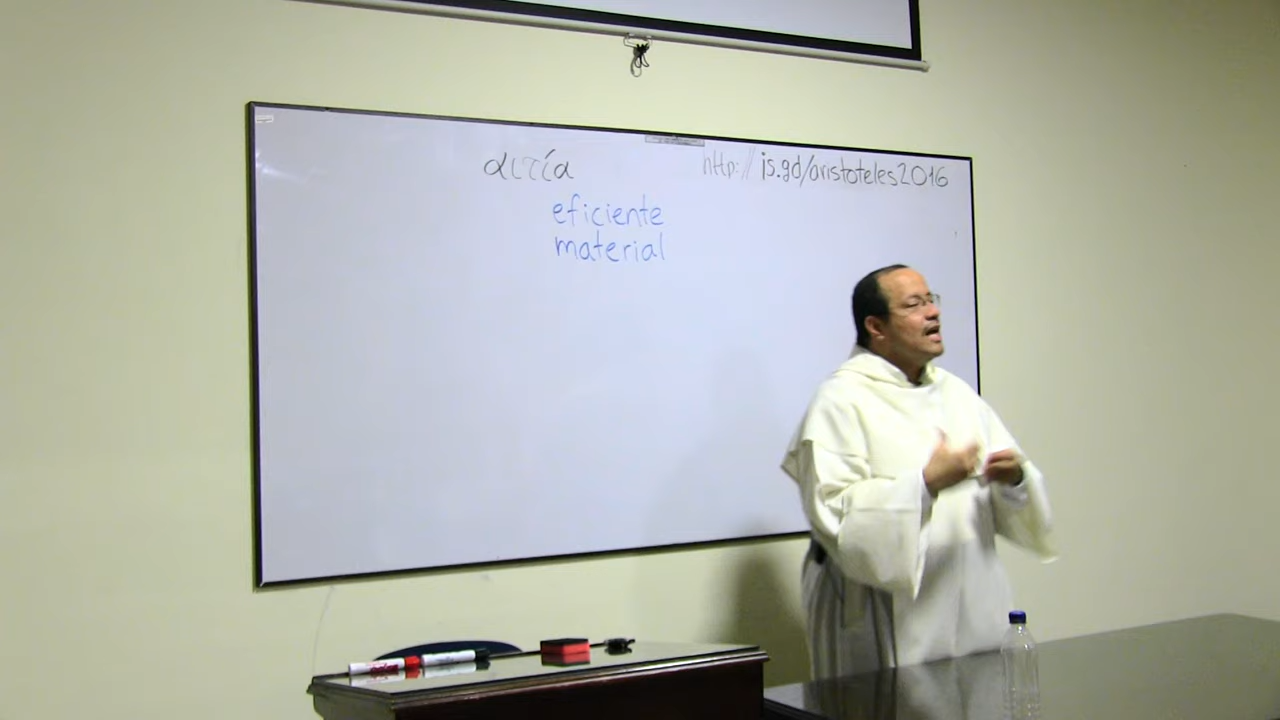 αιτία
http://is.gd/aristoteles2016
eficiente
material